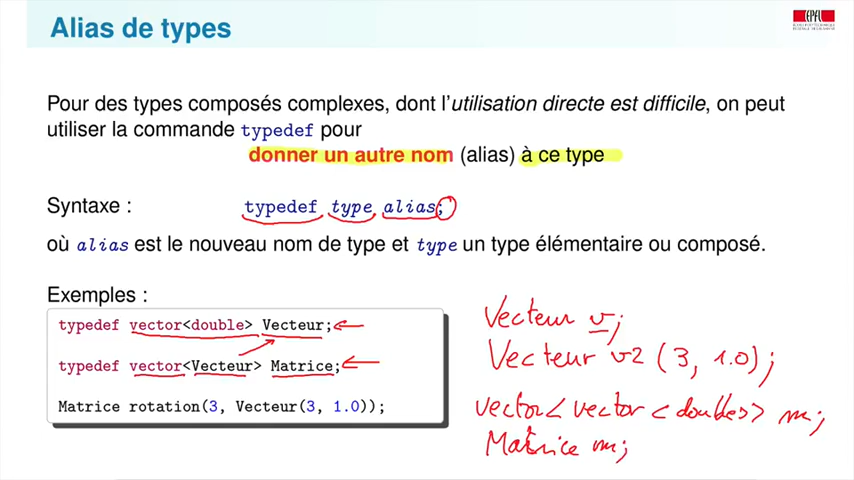 Alias de types
EPFL
Pour des types composés complexes, dont l'utilisation directe est difficile, on peut
utiliser la commande typedef pour
donner un autre nom (alias) à ce type
Syntaxe : typedef type alias;
où alias est le nouveau nom de type et type un type élémentaire ou composé.
Exemples :
typedef vector<double> Vecteur;
typedef vector<Vecteur> Matrice;
Matrice rotation(3, Vecteur(3, 1.0));
Vecteur v;
Vecteur v2 (3, 1.0);
vector< vector <double>> m;
Matrice m;